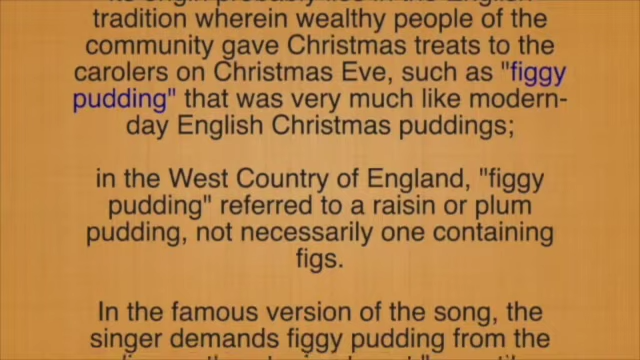 tradition wherein wealthy people of the
community gave Christmas treats to the
carolers on Christmas Eve, such as "figgy
pudding" that was very much like modern-
day English Christmas puddings;
in the West Country of England, "figgy
pudding" referred to a raisin or plum
pudding, not necessarily one containing
figs.
In the famous version of the song, the
singer demands figgy pudding from the